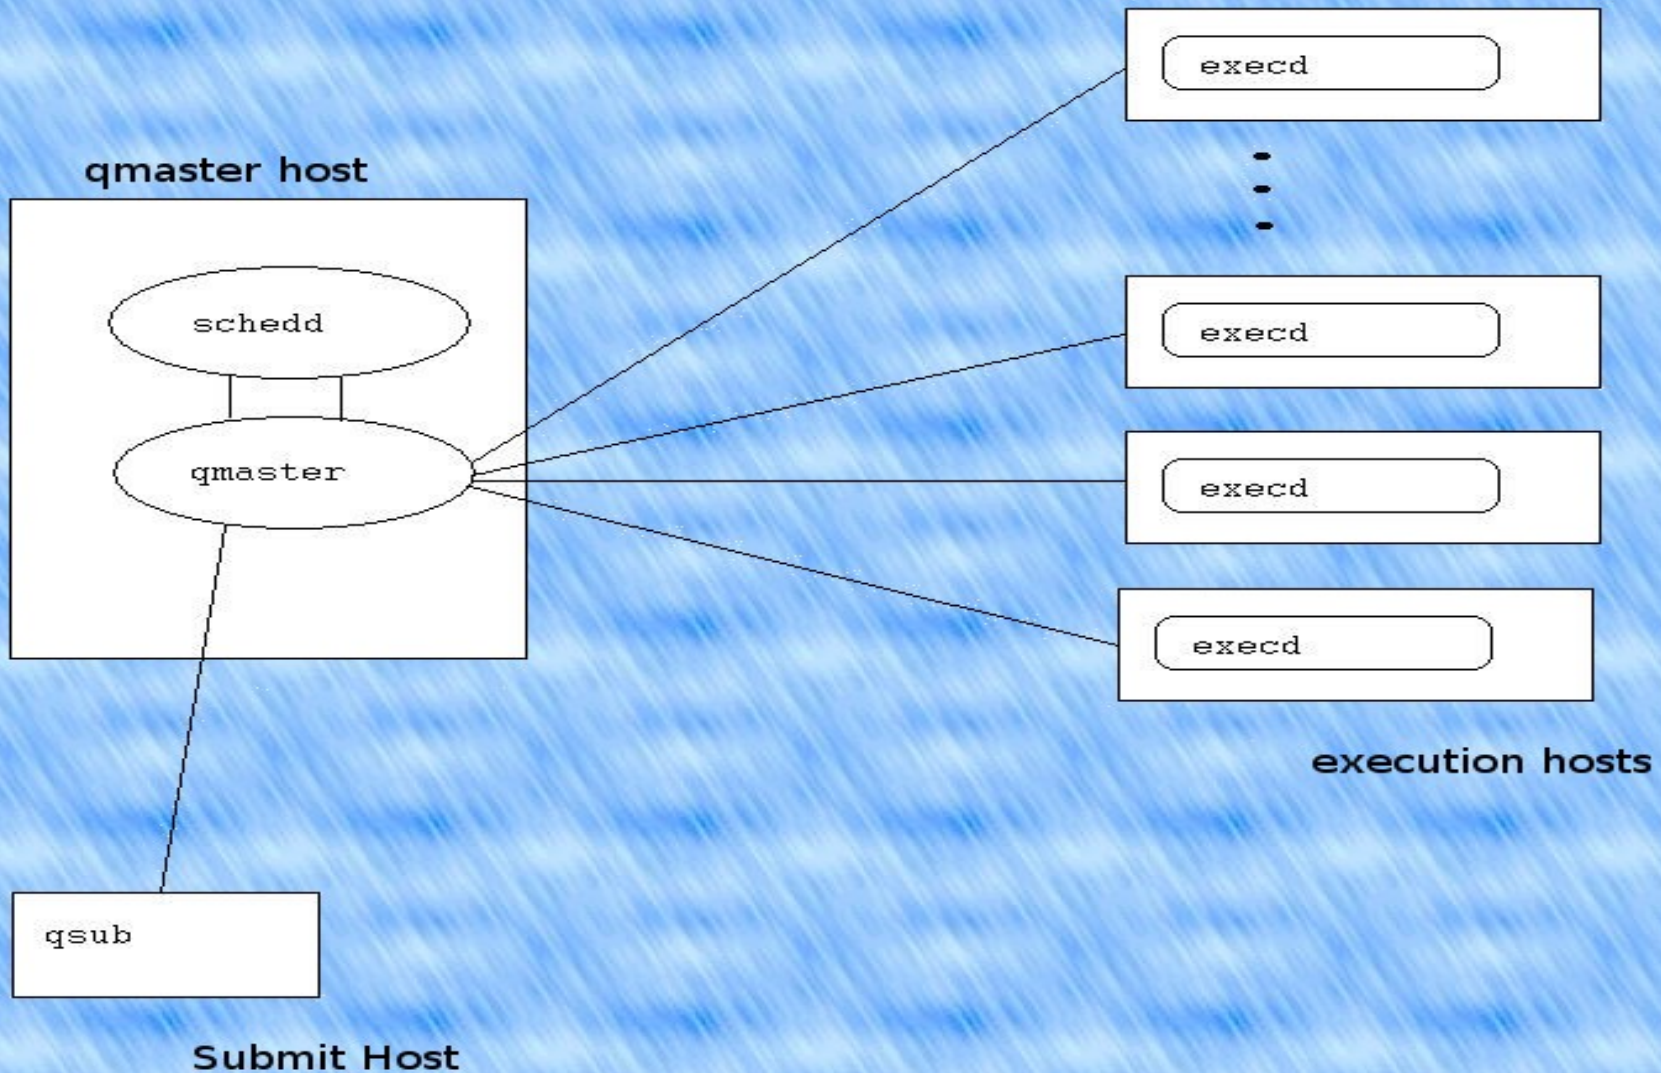 qmaster host
schedd
qmaster
qsub
Submit Host
execd
execd
execd
execd
execution hosts